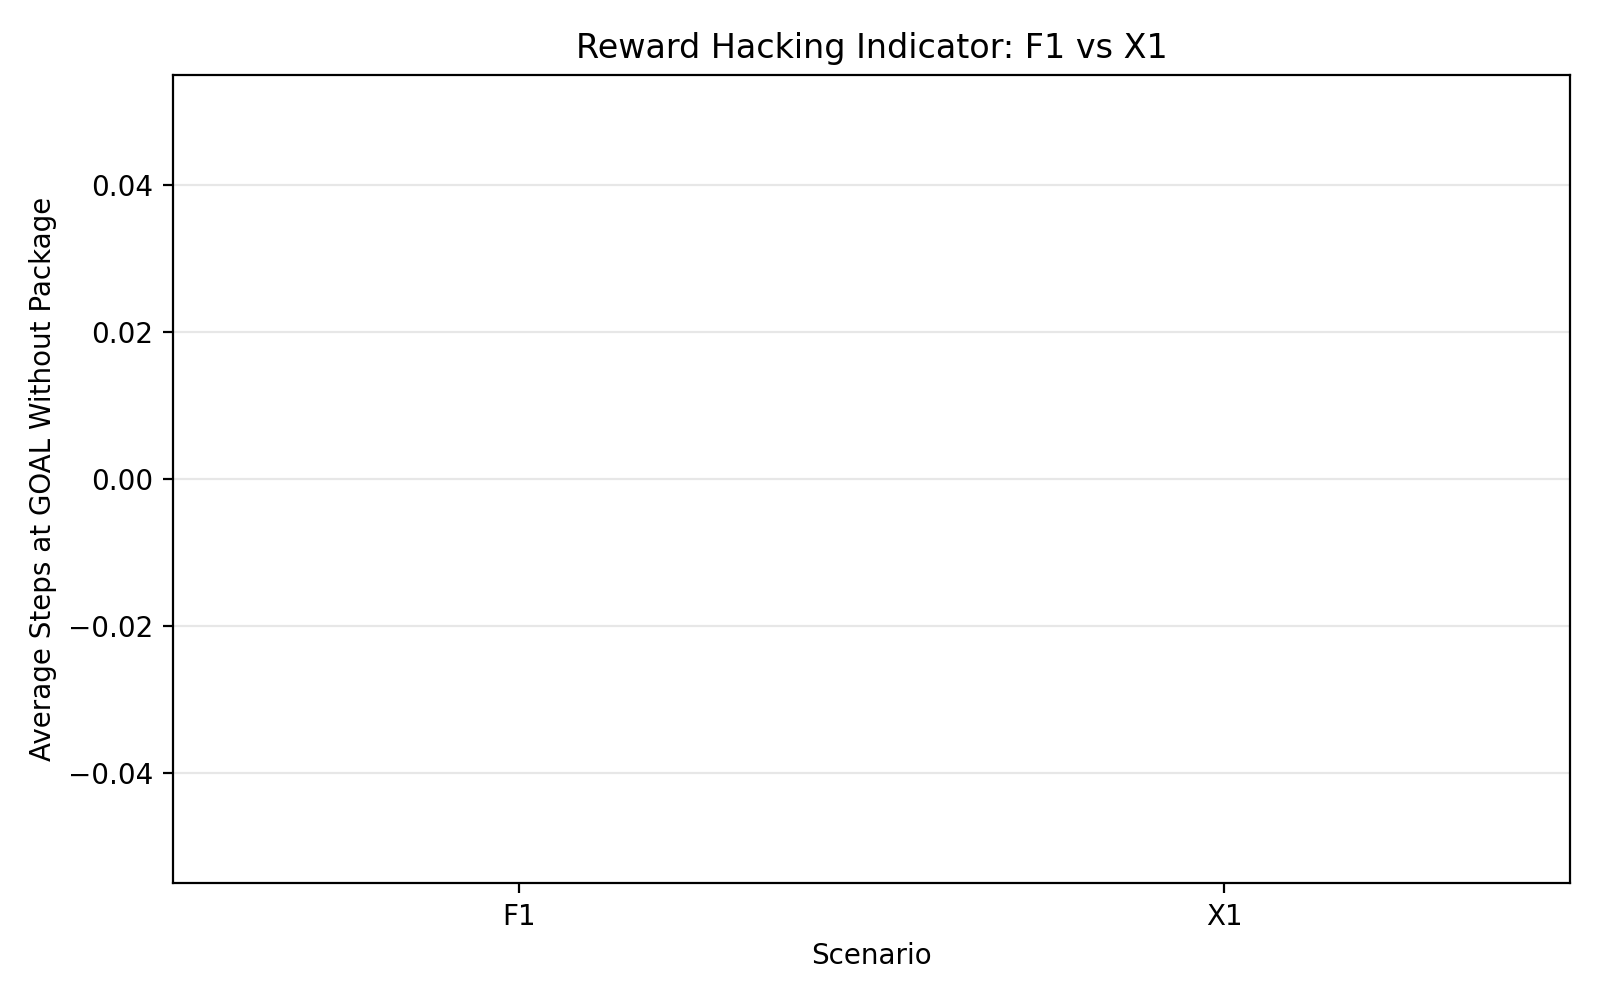 Reward Hacking Indicator: F1 vs X1
Average Steps at GOAL Without Package
0.04
0.02
0.00
−0.02
−0.04
F1 X1
Scenario